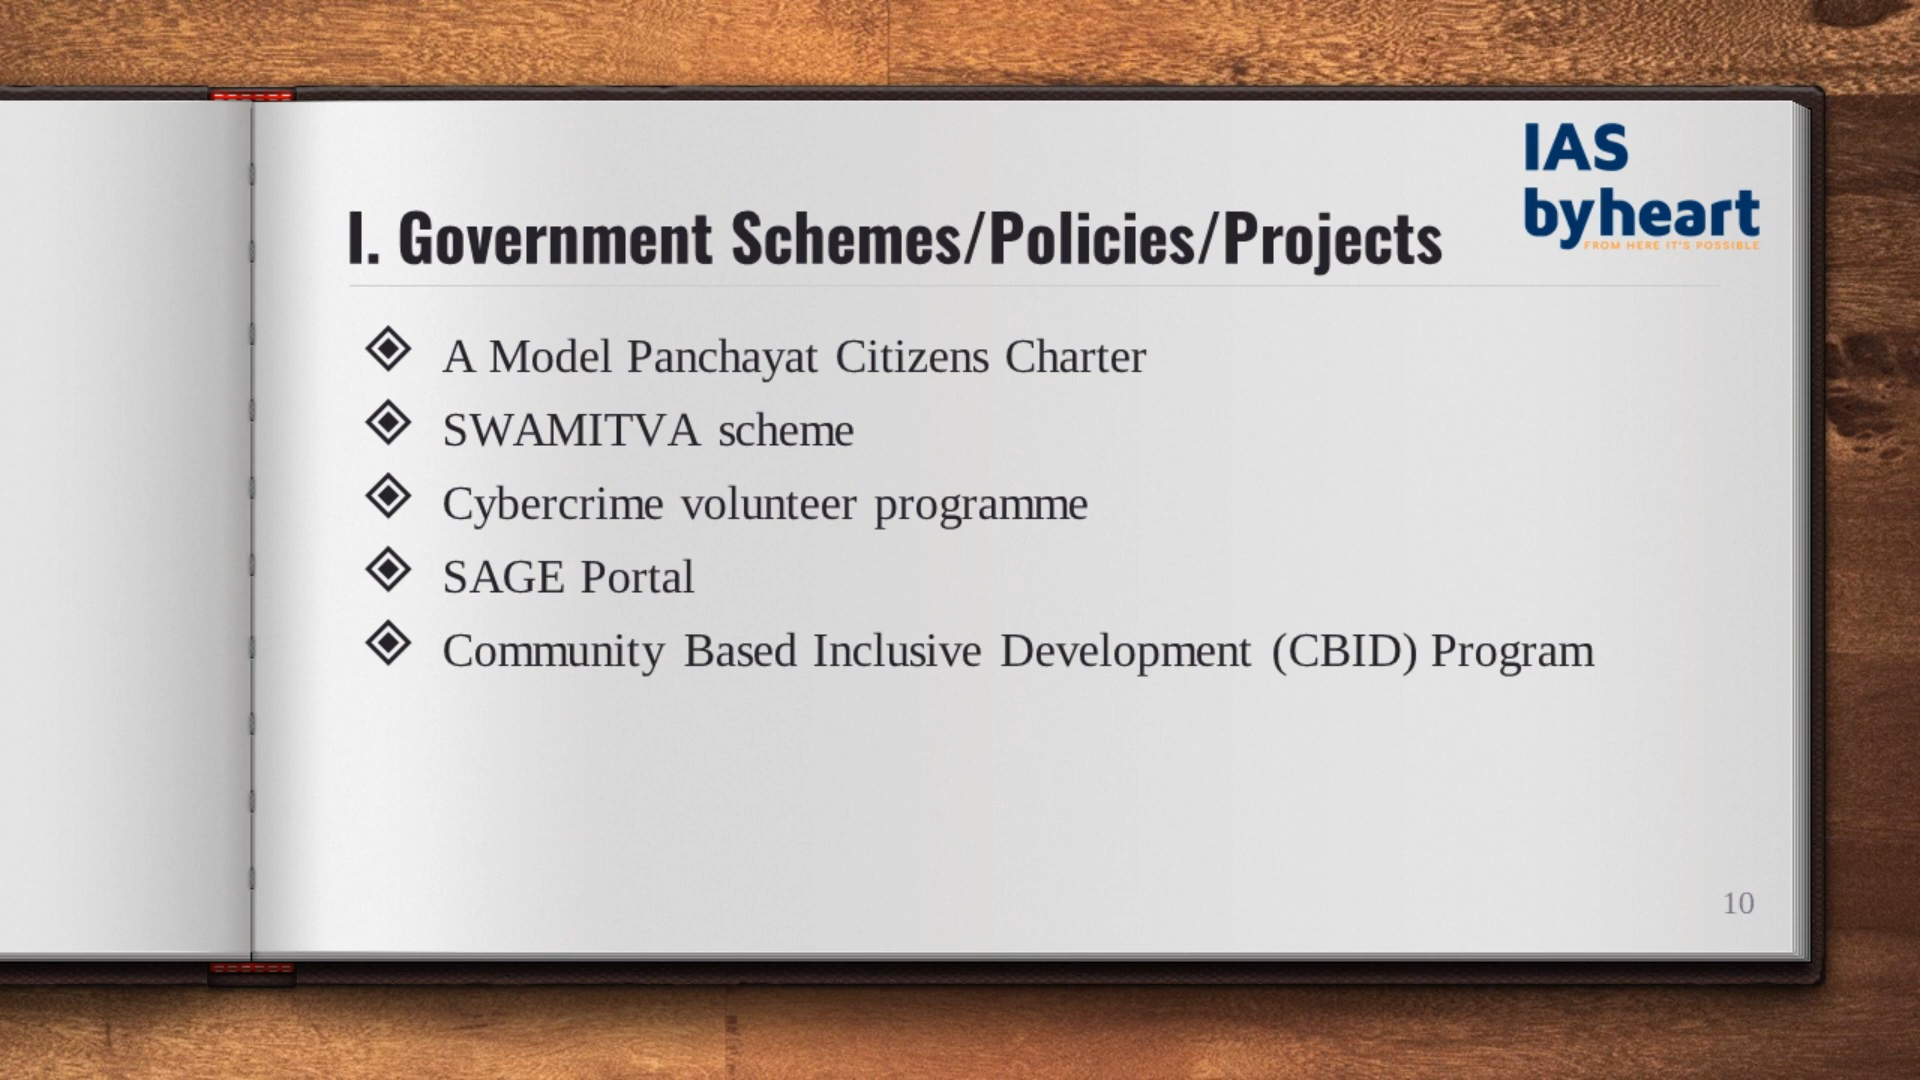 IAS
byheart
FROM HERE IT'S POSSIBLE
I. Government Schemes/Policies/Projects
A Model Panchayat Citizens Charter
SWAMITVA scheme
Cybercrime volunteer programme
SAGE Portal
Community Based Inclusive Development (CBID) Program
10